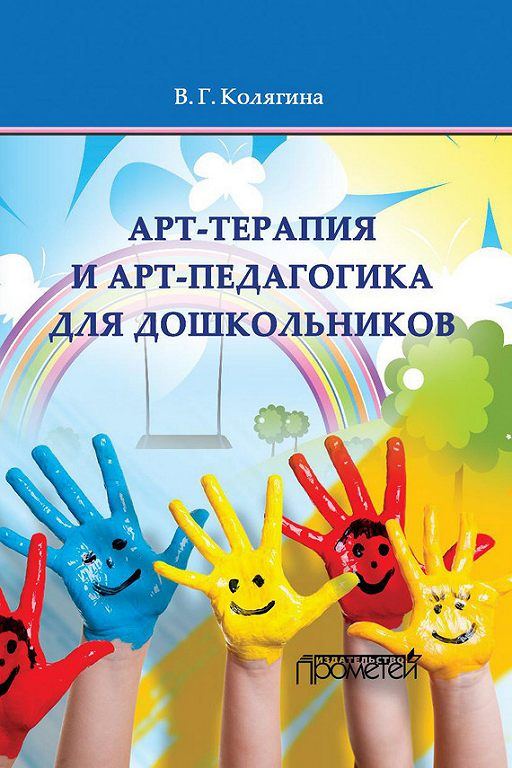 В. Г. Колягина
АРТ-ТЕРАПИЯ
И АРТ-ПЕДАГОГИКА
ДЛЯ ДОШКОЛЬНИКОВ
ИЗДАТЕЛЬСТВО
Прометей